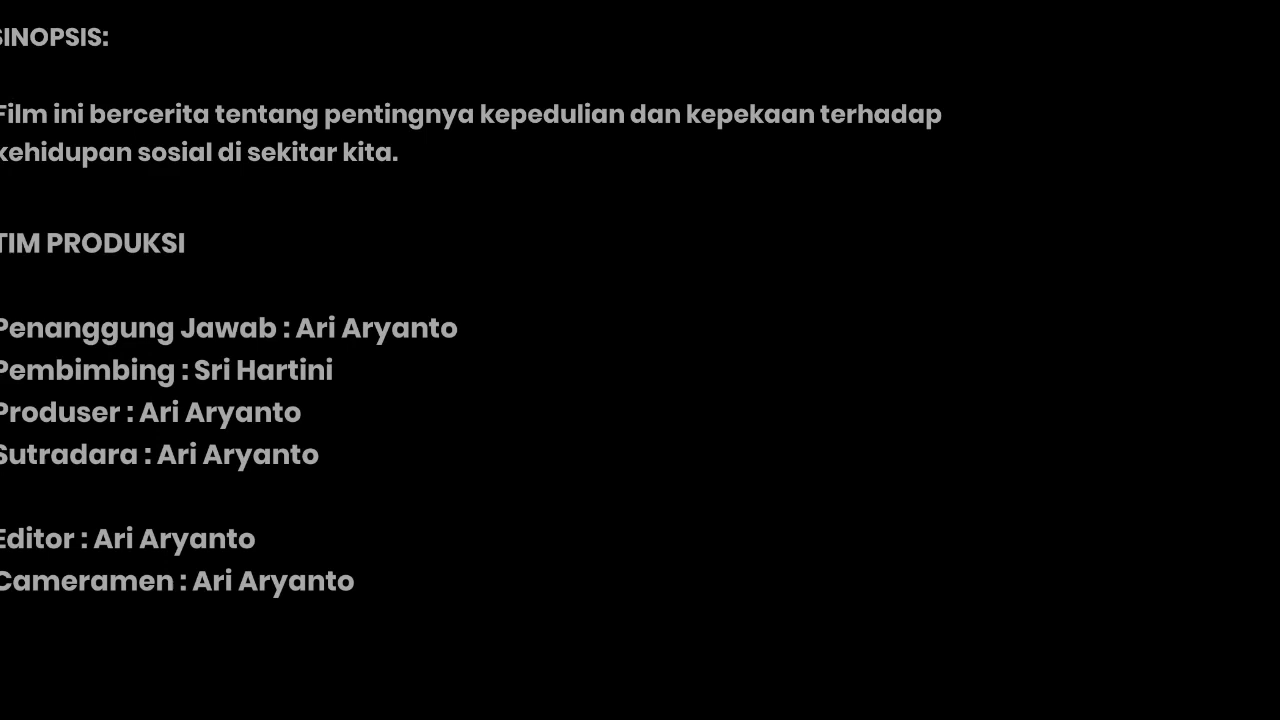 SINOPSIS:
Film ini bercerita tentang pentingnya kepedulian dan kepekaan terhadap
kehidupan sosial di sekitar kita.
TIM PRODUKSI
Penanggung Jawab : Ari Aryanto
Pembimbing : Sri Hartini
Produser : Ari Aryanto
Sutradara : Ari Aryanto
Editor : Ari Aryanto
Cameramen : Ari Aryanto